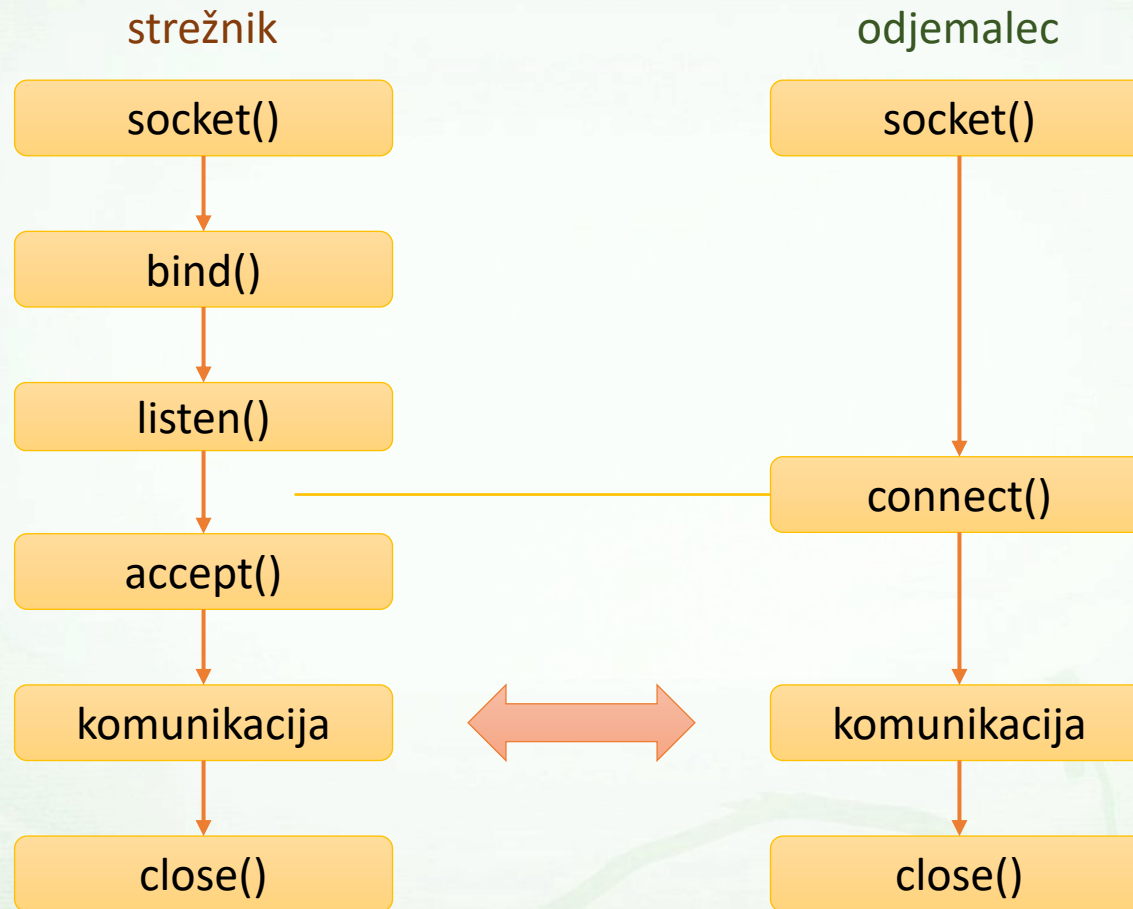 strežnik
odjemalec
socket()
socket()
bind()
listen()
connect()
accept()
komunikacija
komunikacija
close()
close()